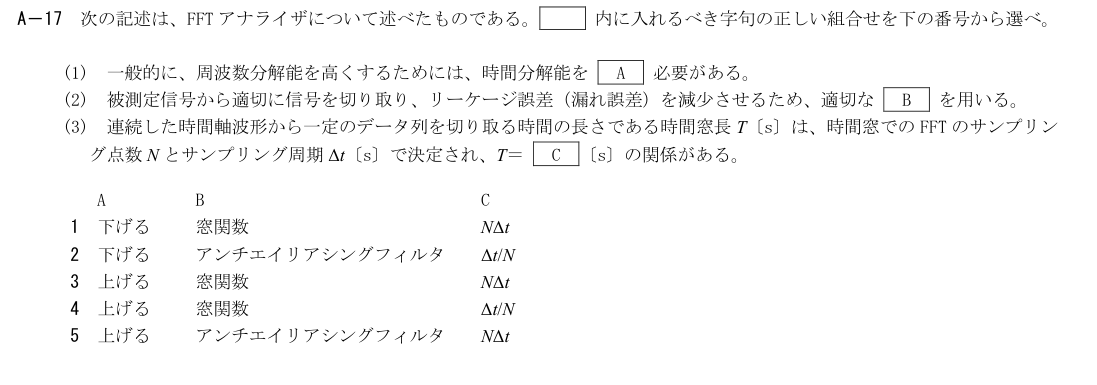 A-17 次の記述は、FFT アナライザについて述べたものである。 内に入れるべき字句の正しい組合せを下の番号から選べ。
(1) 一般的に、周波数分解能を高くするためには、時間分解能を A 必要がある。
(2) 被測定信号から適切に信号を切り取り、リーケージ誤差（漏れ誤差）を減少させるため、適切な B を用いる。
(3) 連続した時間軸波形から一定のデータ列を切り取る時間の長さである時間窓長 T〔s〕は、時間窓での FFT のサンプリン
グ点数 N とサンプリング周期 Δt〔s〕で決定され、T＝ C 〔s〕の関係がある。
A B C
1 下げる 窓関数 NΔt
2 下げる アンチエイリアシングフィルタ Δt/N
3 上げる 窓関数 NΔt
4 上げる 窓関数 Δt/N
5 上げる アンチエイリアシングフィルタ NΔt